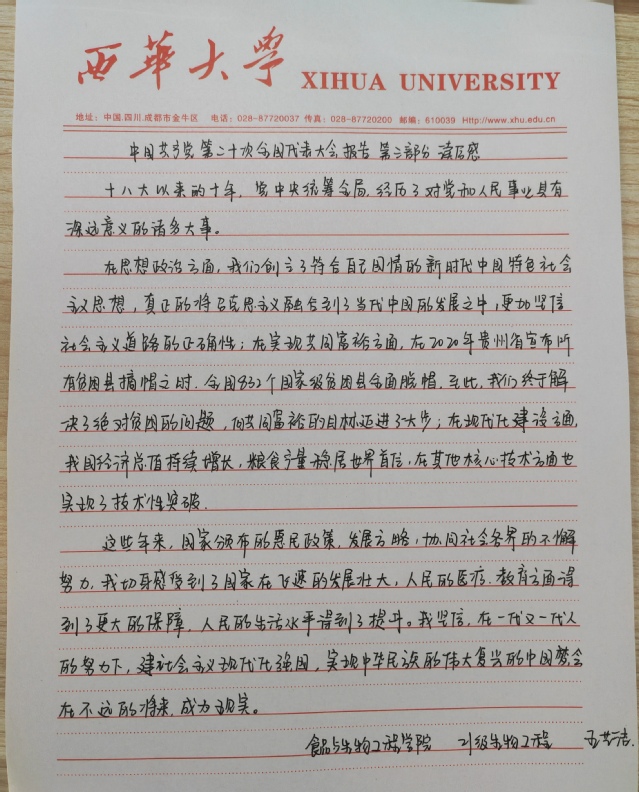 西華大學 XIHUA UNIVERSITY
地址：中国.四川.成都市金牛区 电话：028-87720037 传真：028-87720200 邮编：610039 Http://www.xhu.edu.cn
中国共产党第二十次全国代表大会报告 第三部分 读后感
十八大以来的十年，党中央统筹全局，经历了对党和人民事业具有
深远意义的诸多大事。
在思想政治方面，我们创立了符合自己国情的新时代中国特色社会
主义思想，真正的将马克思主义融合到了当代中国的发展之中，更加坚信
社会主义道路的正确性；在实现共同富裕方面，在2020年贵州省宣布所
有贫困县摘帽之时，全国832个国家级贫困县全面脱帽，至此，我们终于解
决了绝对贫困的问题，向共同富裕的目标迈进了一大步；在现代化建设方面，
我国经济总值持续增长，粮食产量稳居世界首位，在其他核心技术方面也
实现了技术性突破.
这些年来，国家颁布的惠民政策，发展方略，协同社会各界的不懈
努力，我切身感受到了国家在飞速的发展壮大，人民的医疗、教育方面得
到了更大的保障，人民的生活水平得到了提升。我坚信，在一代又一代人
的努力下，建社会主义现代化强国，实现中华民族的伟大复兴的中国梦会
在不远的将来，成为现实。
食品与生物工程学院 21级生物工程 王芸洁